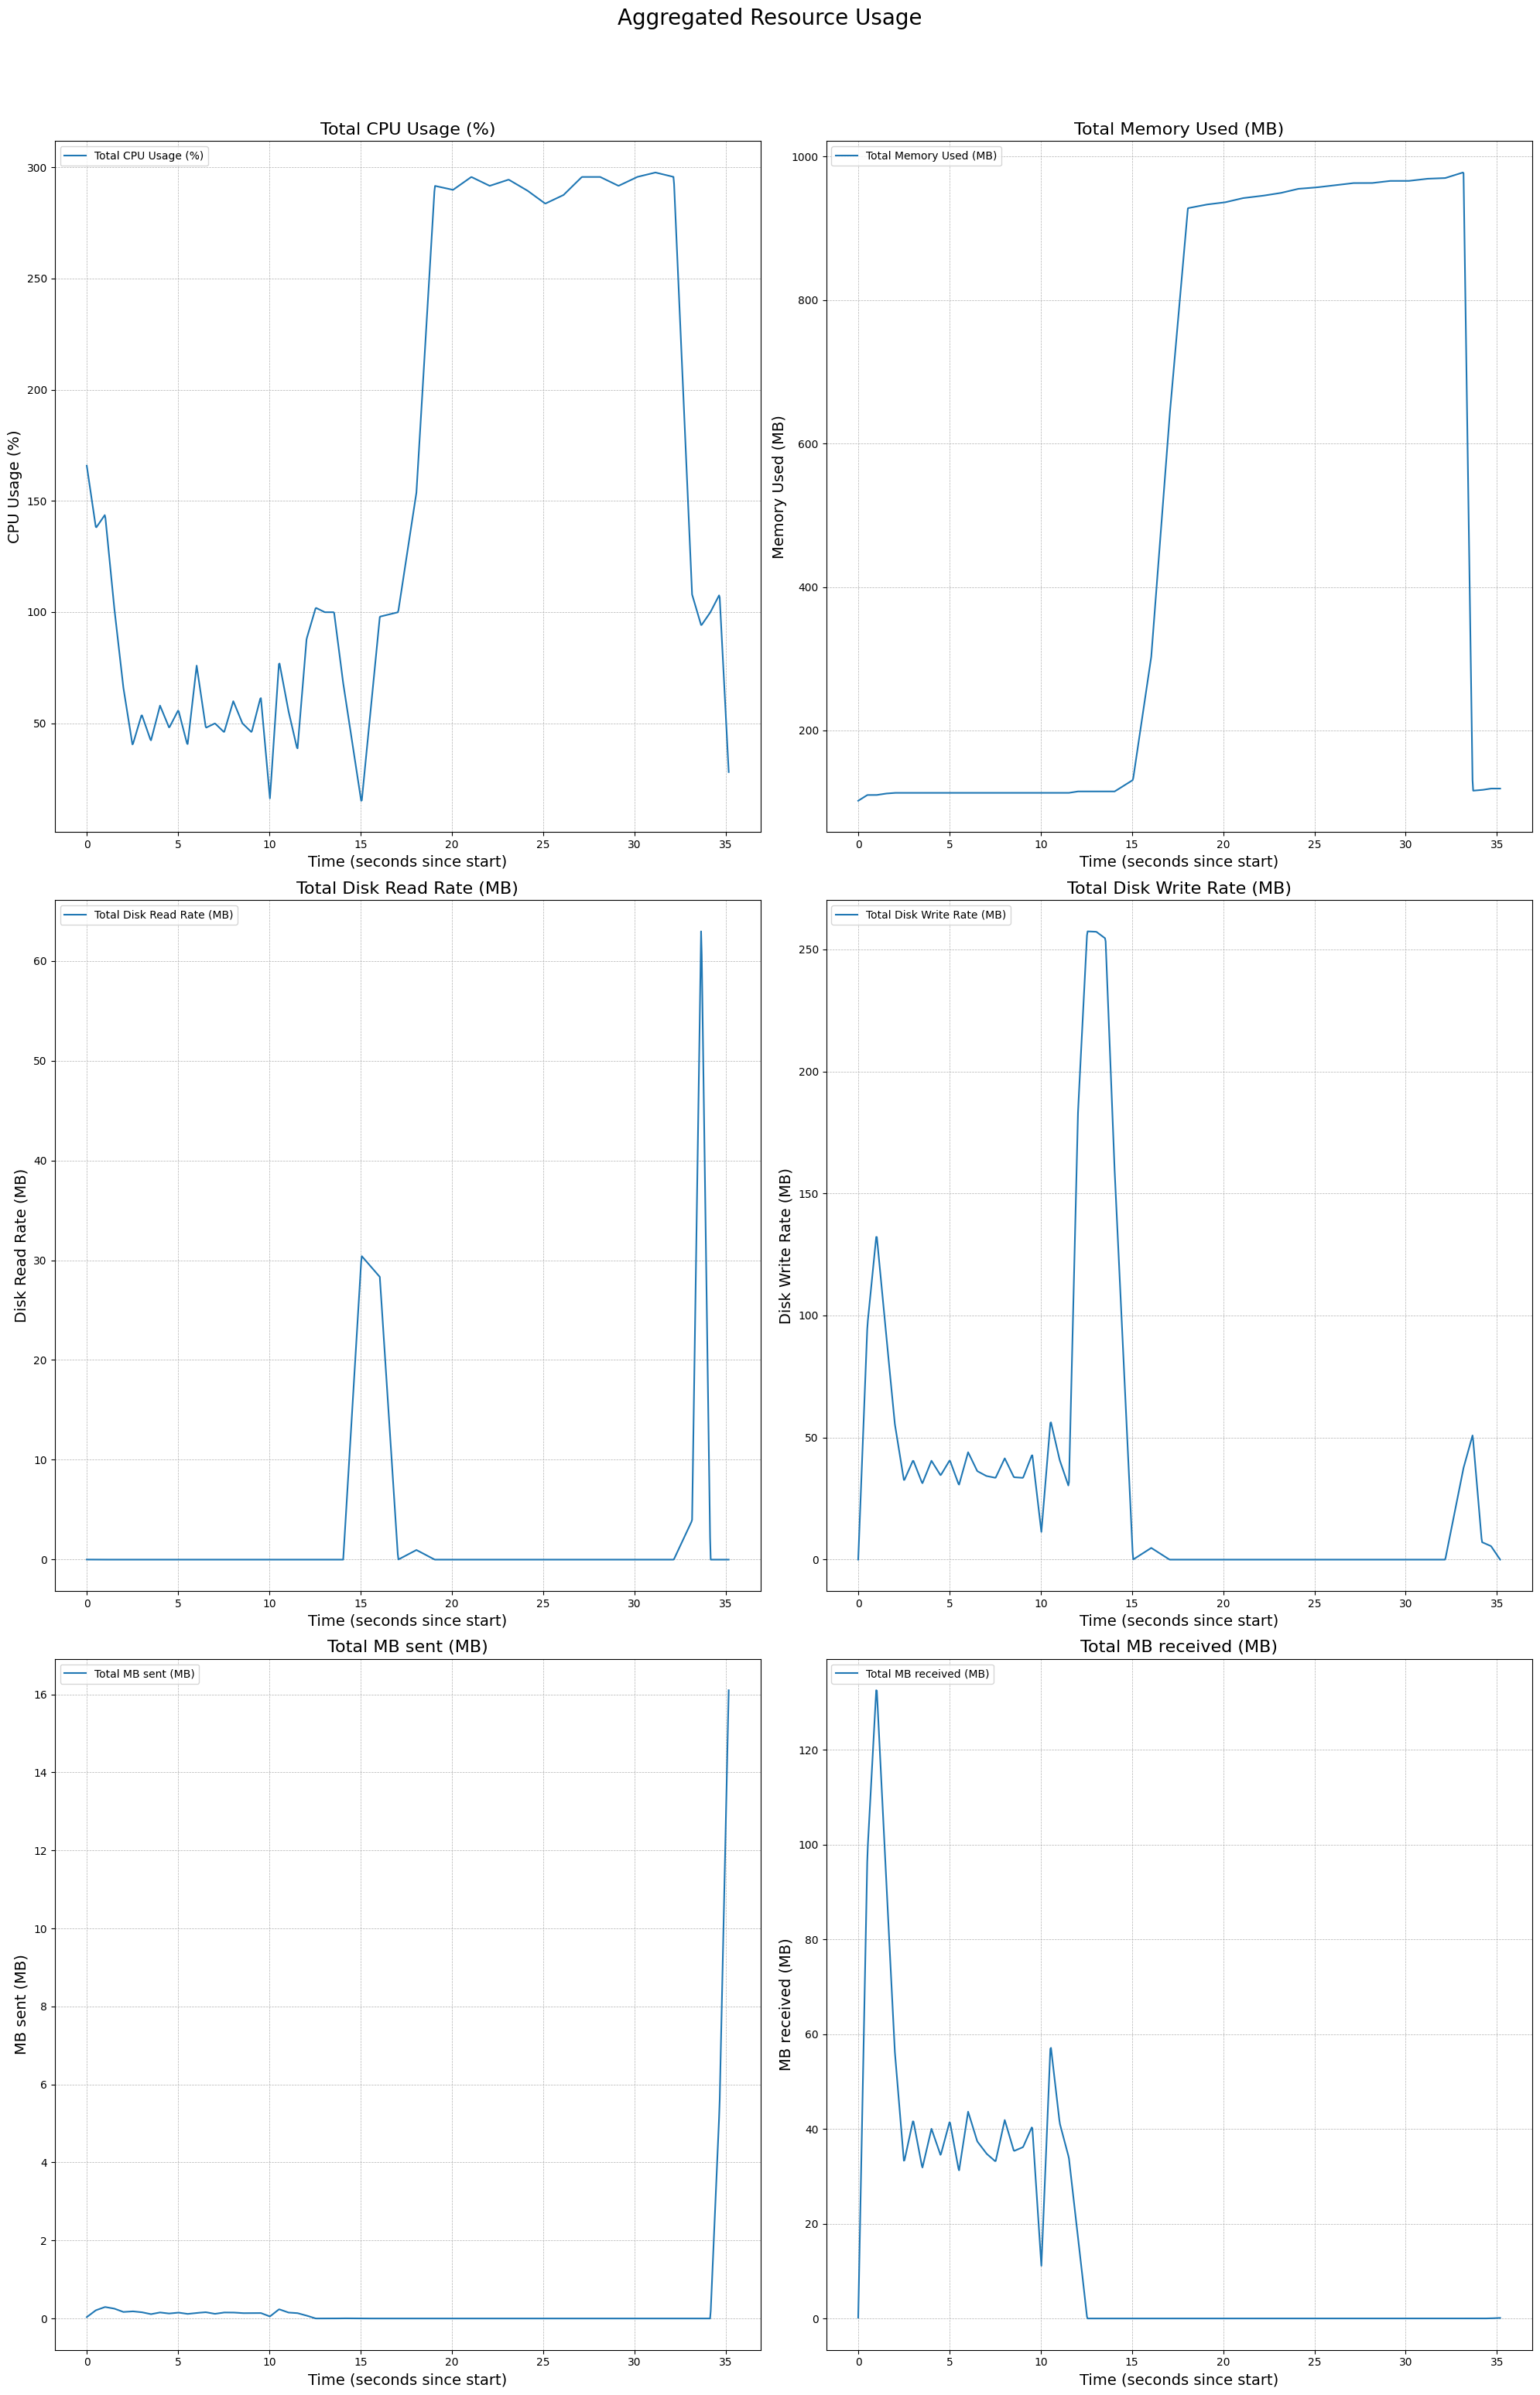 Aggregated Resource Usage
Total CPU Usage (%)
Total CPU Usage (%)
CPU Usage (%)
300
250
200
150
100
50
0 5 10 15 20 25 30 35
Time (seconds since start)
Total Memory Used (MB)
Total Memory Used (MB)
Memory Used (MB)
1000
800
600
400
200
0 5 10 15 20 25 30 35
Time (seconds since start)
Total Disk Read Rate (MB)
Total Disk Read Rate (MB)
Disk Read Rate (MB)
60
50
40
30
20
10
0
0 5 10 15 20 25 30 35
Time (seconds since start)
Total Disk Write Rate (MB)
Total Disk Write Rate (MB)
Disk Write Rate (MB)
250
200
150
100
50
0
0 5 10 15 20 25 30 35
Time (seconds since start)
Total MB sent (MB)
Total MB sent (MB)
MB sent (MB)
16
14
12
10
8
6
4
2
0
0 5 10 15 20 25 30 35
Time (seconds since start)
Total MB received (MB)
Total MB received (MB)
MB received (MB)
120
100
80
60
40
20
0
0 5 10 15 20 25 30 35
Time (seconds since start)